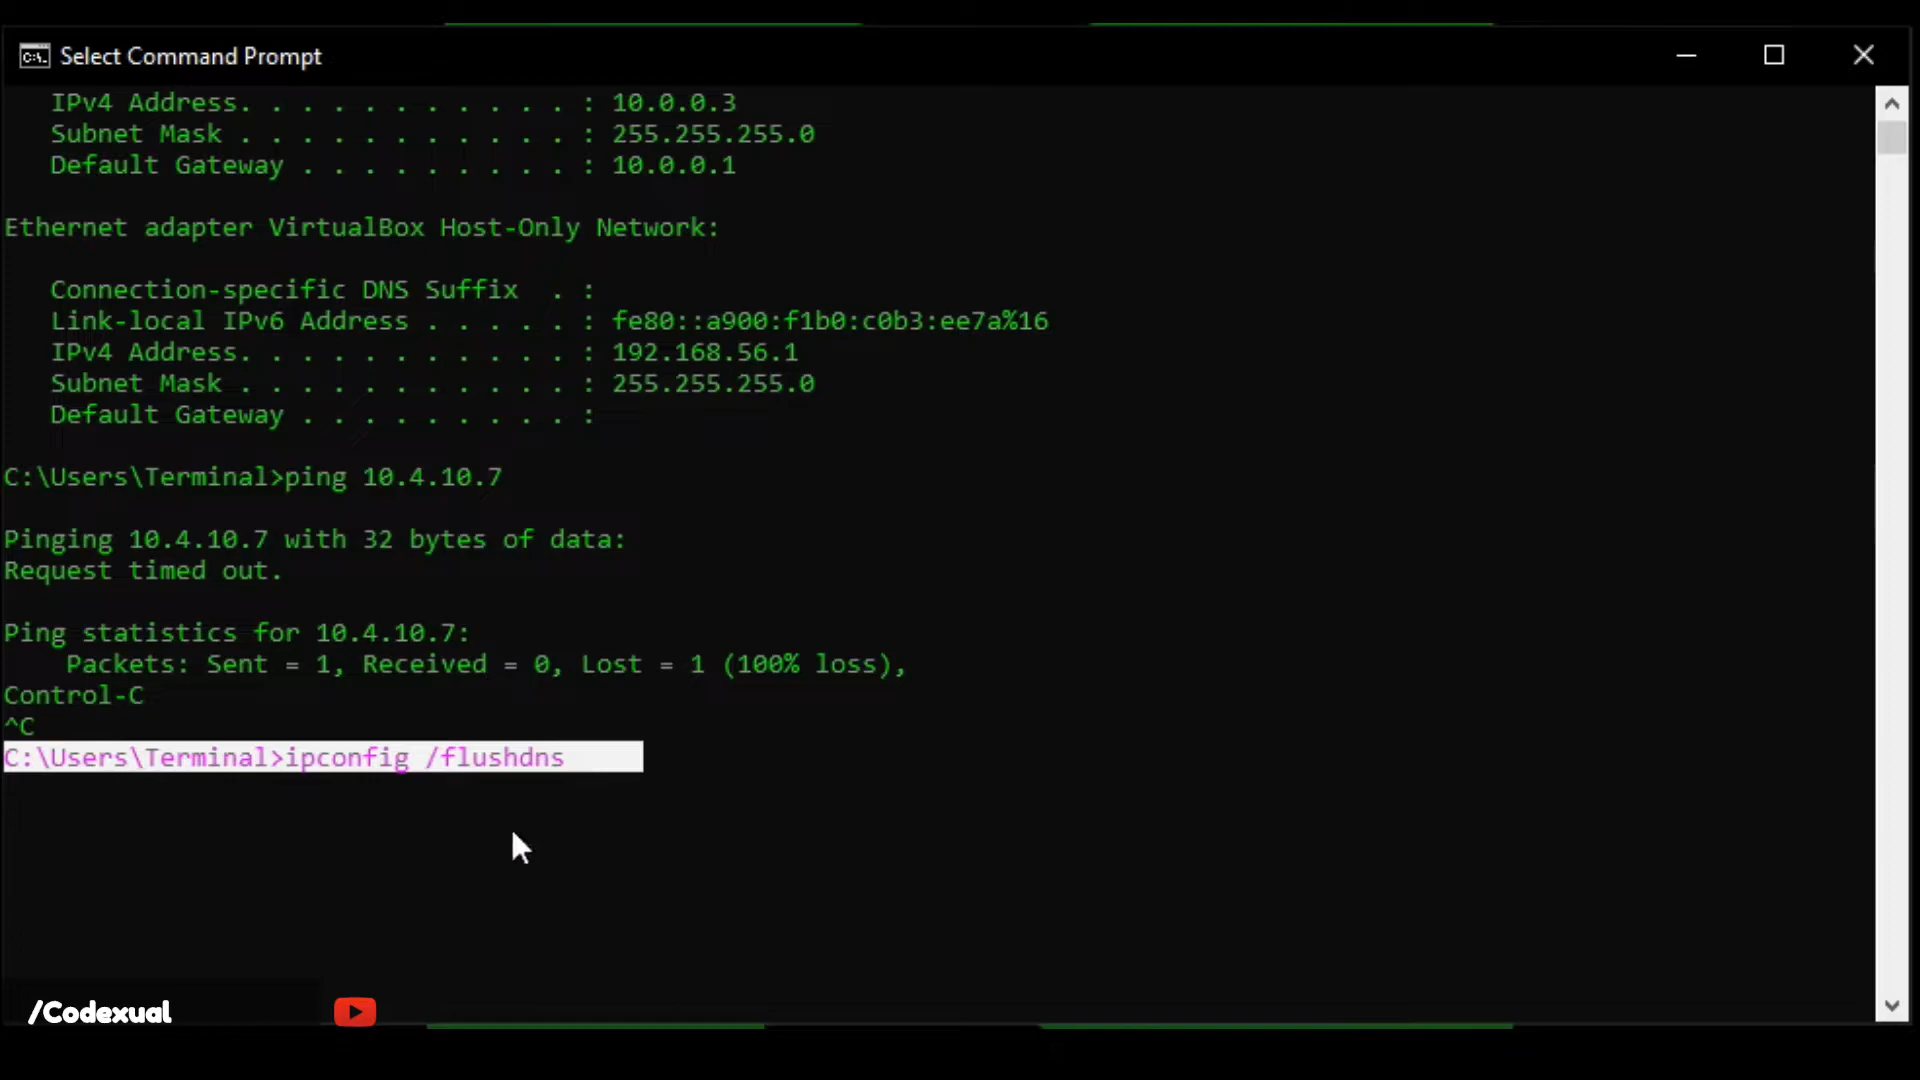 Select Command Prompt
IPv4 Address. . . . . . . . . . . : 10.0.0.3
Subnet Mask . . . . . . . . . . . : 255.255.255.0
Default Gateway . . . . . . . . . : 10.0.0.1
Ethernet adapter VirtualBox Host-Only Network:
Connection-specific DNS Suffix  . :
Link-local IPv6 Address . . . . . : fe80::a900:f1b0:c0b3:ee7a%16
IPv4 Address. . . . . . . . . . . : 192.168.56.1
Subnet Mask . . . . . . . . . . . : 255.255.255.0
Default Gateway . . . . . . . . . :
C:\Users\Terminal>ping 10.4.10.7
Pinging 10.4.10.7 with 32 bytes of data:
Request timed out.
Ping statistics for 10.4.10.7:
Packets: Sent = 1, Received = 0, Lost = 1 (100% loss),
Control-C
^C
C:\Users\Terminal>ipconfig /flushdns
/Codexual